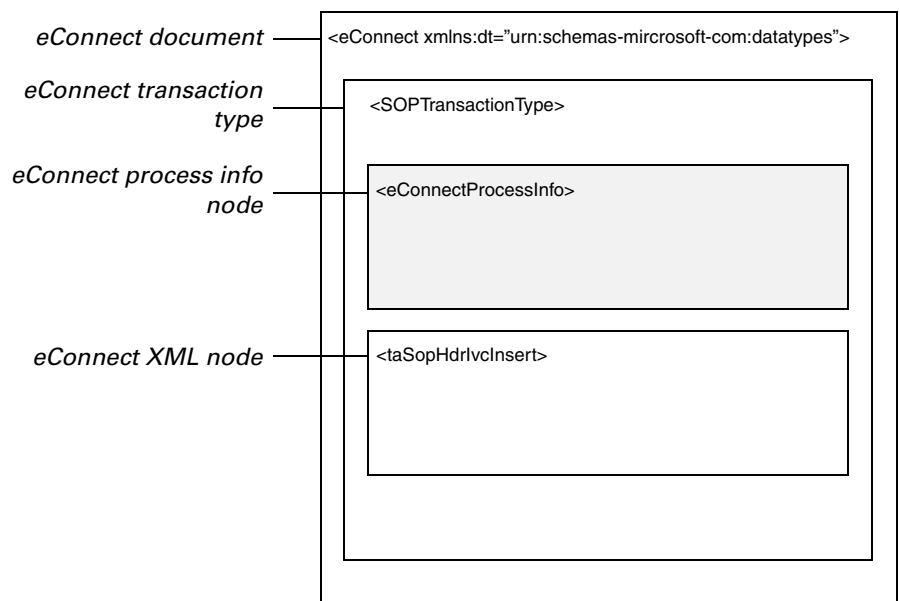 eConnect document
<eConnect xmlns:dt=”urn:schemas-mircrosoft-com:datatypes”>
eConnect transaction
type
<SOPTransactionType>
eConnect process info
node
<eConnectProcessInfo>
eConnect XML node
<taSopHdrIvcInsert>